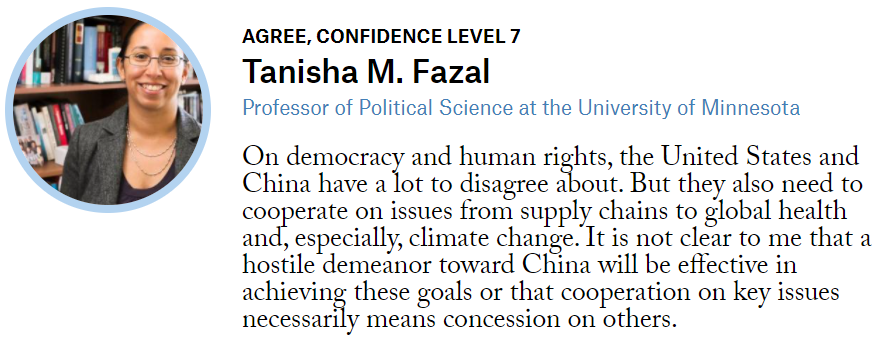 AGREE, CONFIDENCE LEVEL 7
Tanisha M. Fazal
Professor of Political Science at the University of Minnesota
On democracy and human rights, the United States and
China have a lot to disagree about. But they also need to
cooperate on issues from supply chains to global health
and, especially, climate change. It is not clear to me that a
hostile demeanor toward China will be effective in
achieving these goals or that cooperation on key issues
necessarily means concession on others.